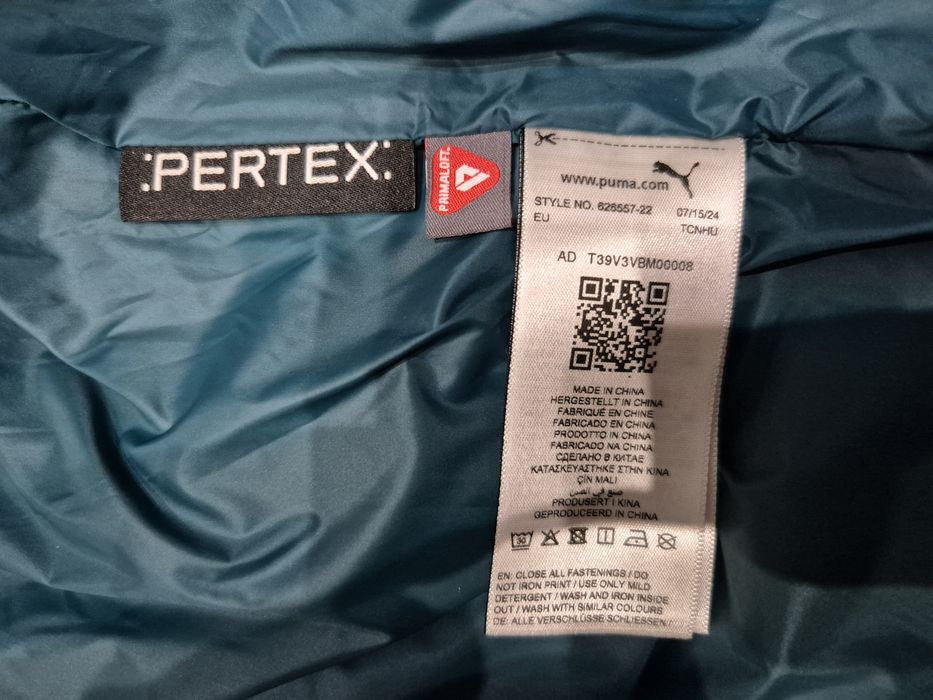 :PERTEX:
PRIMALOFT.
www.puma.com
STYLE NO. 626557-22 07/15/24
EU TCNHU
AD T39V3VBM00008
MADE IN CHINA
HERGESTELLT IN CHINA
FABRIQUÉ EN CHINE
FABRICADO EN CHINA
PRODOTTO IN CHINA
FABRICADO NA CHINA
СДЕЛАНО В КИТАЕ
ΚΑΤΑΣΚΕΥΑΣΤΗΚΕ ΣΤΗΝ ΚΙΝΑ
ÇİN MALI
صنع في الصين
PRODUSERT I KINA
GEPRODUCEERD IN CHINA
30
EN: CLOSE ALL FASTENINGS / DO
NOT IRON PRINT / USE ONLY MILD
DETERGENT / WASH AND IRON INSIDE
OUT / WASH WITH SIMILAR COLOURS
DE: ALLE VERSCHLÜSSE SCHLIESSEN /